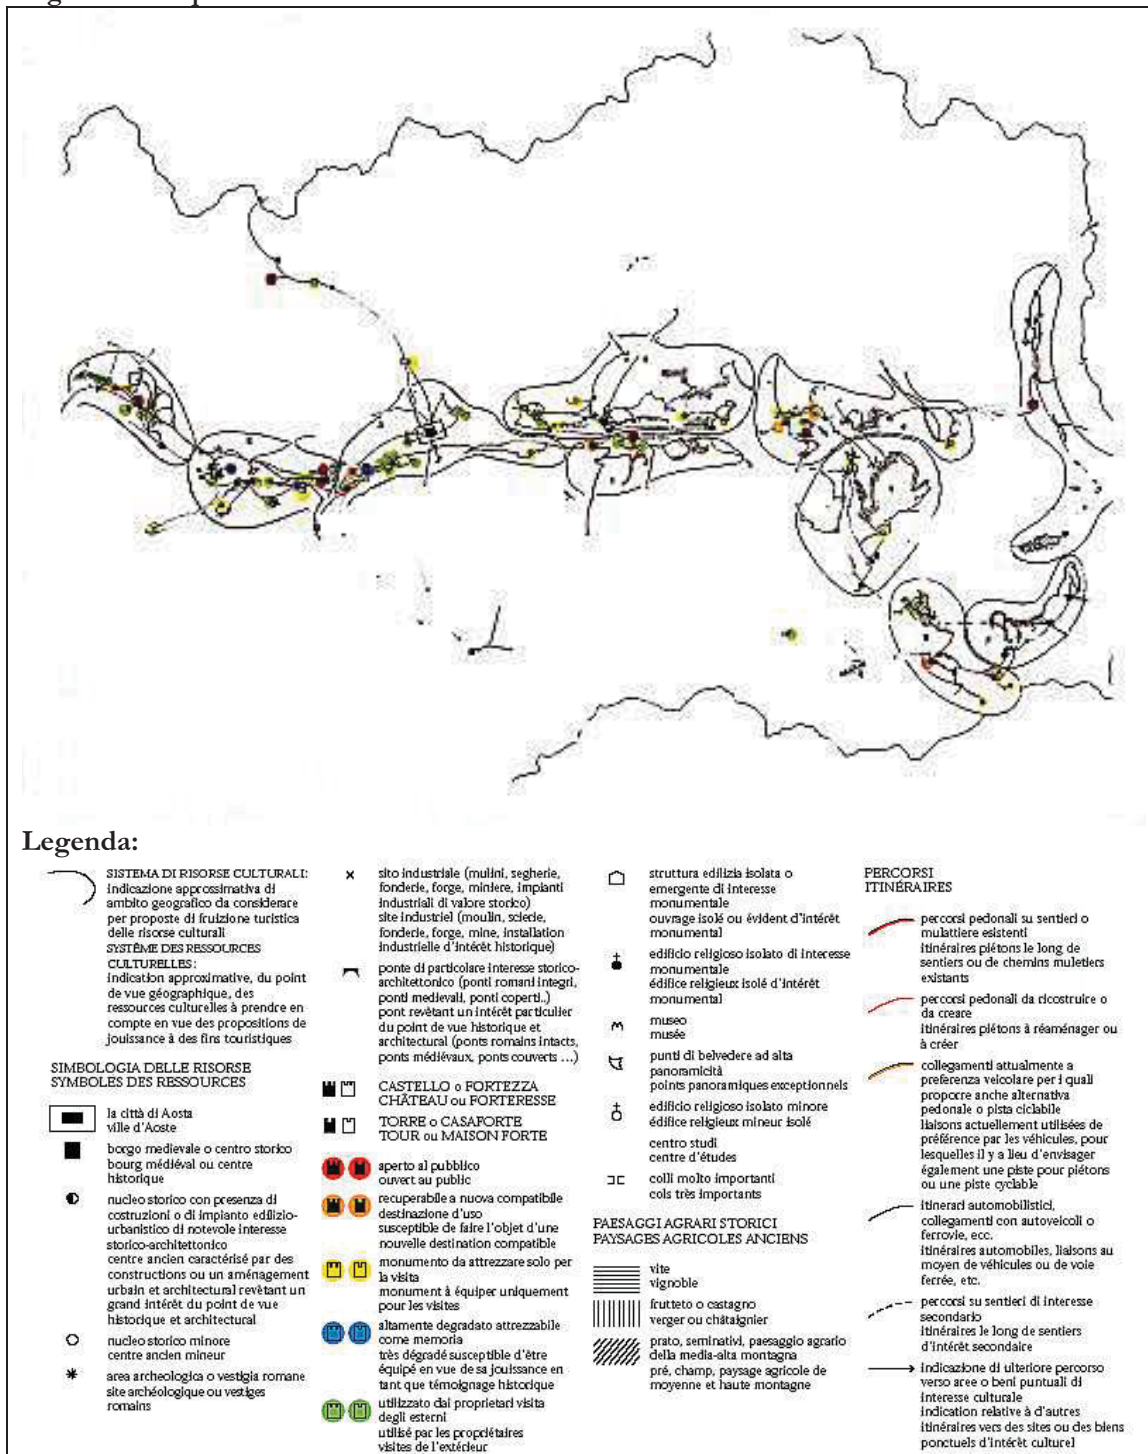 Legenda:
SISTEMA DI RISORSE CULTURALI:
indicazione approssimativa di
ambito geografico da considerare
per proposte di fruizione turistica
delle risorse culturali
SYSTÈME DES RESSOURCES
CULTURELLES:
indication approximative, du point
de vue géographique, des
ressources culturelles à prendre en
compte en vue des propositions de
jouissance à des fins touristiques
SIMBOLOGIA DELLE RISORSE
SYMBOLES DES RESSOURCES
la città di Aosta
ville d'Aoste
borgo medievale o centro storico
bourg médiéval ou centre
historique
nucleo storico con presenza di
costruzioni o di impianto edilizio-
urbanistico di notevole interesse
storico-architettonico
centre ancien caractérisé par des
constructions ou un aménagement
urbain et architectural revêtant un
grand intérêt du point de vue
historique et architectural
nucleo storico minore
centre ancien mineur
area archeologica o vestigia romane
site archéologique ou vestiges
romains
sito industriale (mulini, segherie,
fonderie, forge, miniere, impianti
industriali di valore storico)
site industriel (moulin, scierie,
fonderie, forge, mine, installation
industrielle d'intérêt historique)
ponte di particolare interesse storico-
architettonico (ponti romani integri,
ponti medievali, ponti coperti..)
pont revêtant un intérêt particulier
du point de vue historique et
architectural (ponts romains intacts,
ponts médiévaux, ponts couverts ...)
CASTELLO o FORTEZZA
CHÂTEAU ou FORTERESSE
TORRE o CASAFORTE
TOUR ou MAISON FORTE
aperto al pubblico
ouvert au public
recuperabile a nuova compatibile
destinazione d'uso
susceptible de faire l'objet d'une
nouvelle destination compatible
monumento da attrezzare solo per
la visita
monument à équiper uniquement
pour les visites
altamente degradato attrezzabile
come memoria
très dégradé susceptible d'être
équipé en vue de sa jouissance en
tant que témoignage historique
utilizzato dai proprietari visita
degli esterni
utilisé par les propriétaires
visites de l'extérieur
struttura edilizia isolata o
emergente di interesse
monumentale
ouvrage isolé ou évident d'intérêt
monumental
edificio religioso isolato di interesse
monumentale
édifice religieux isolé d'intérêt
monumental
museo
musée
punti di belvedere ad alta
panoramicità
points panoramiques exceptionnels
edificio religioso isolato minore
édifice religieux mineur isolé
centro studi
centre d'études
colli molto importanti
cols très importants
PAESAGGI AGRARI STORICI
PAYSAGES AGRICOLES ANCIENS
vite
vignoble
frutteto o castagno
verger ou châtaignier
prato, seminativi, paesaggio agrario
della media-alta montagna
pré, champ, paysage agricole de
moyenne et haute montagne
PERCORSI
ITINÉRAIRES
percorsi pedonali su sentieri o
mulattiere esistenti
itinéraires piétons le long de
sentiers ou de chemins muletiers
existants
percorsi pedonali da ricostruire o
da creare
itinéraires piétons à réaménager ou
à créer
collegamenti attualmente a
preferenza veicolare per i quali
proporre anche alternativa
pedonale o pista ciclabile
liaisons actuellement utilisées de
préférence par les véhicules, pour
lesquelles il y a lieu d'envisager
également une piste pour piétons
ou une piste cyclable
itinerari automobilistici,
collegamenti con autoveicoli o
ferrovie, ecc.
itinéraires automobiles, liaisons au
moyen de véhicules ou de voie
ferrée, etc.
percorsi su sentieri di interesse
secondario
itinéraires le long de sentiers
d'intérêt secondaire
indicazione di ulteriore percorso
verso aree o beni puntuali di
interesse culturale
indication relative à d'autres
itinéraires vers des sites ou des biens
ponctuels d'intérêt culturel